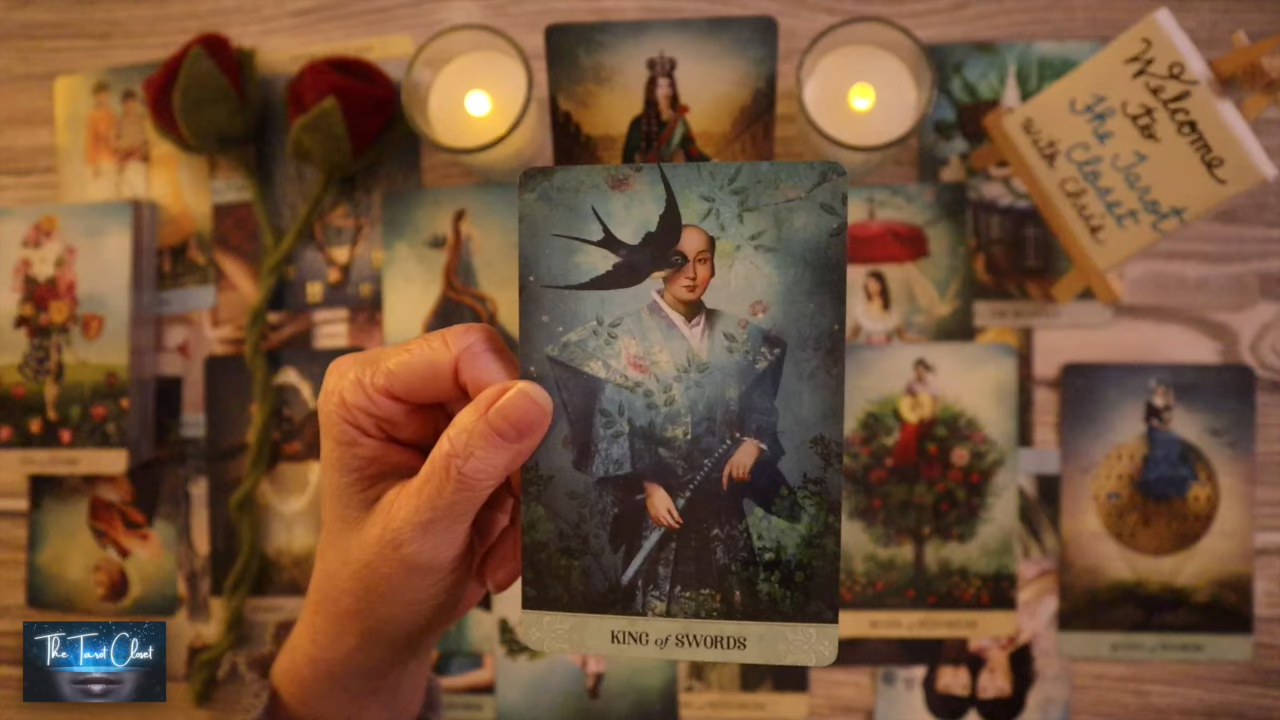 Welcome
to
The Tarot
Closet
with Chris
KING of SWORDS
The Tarot Closet